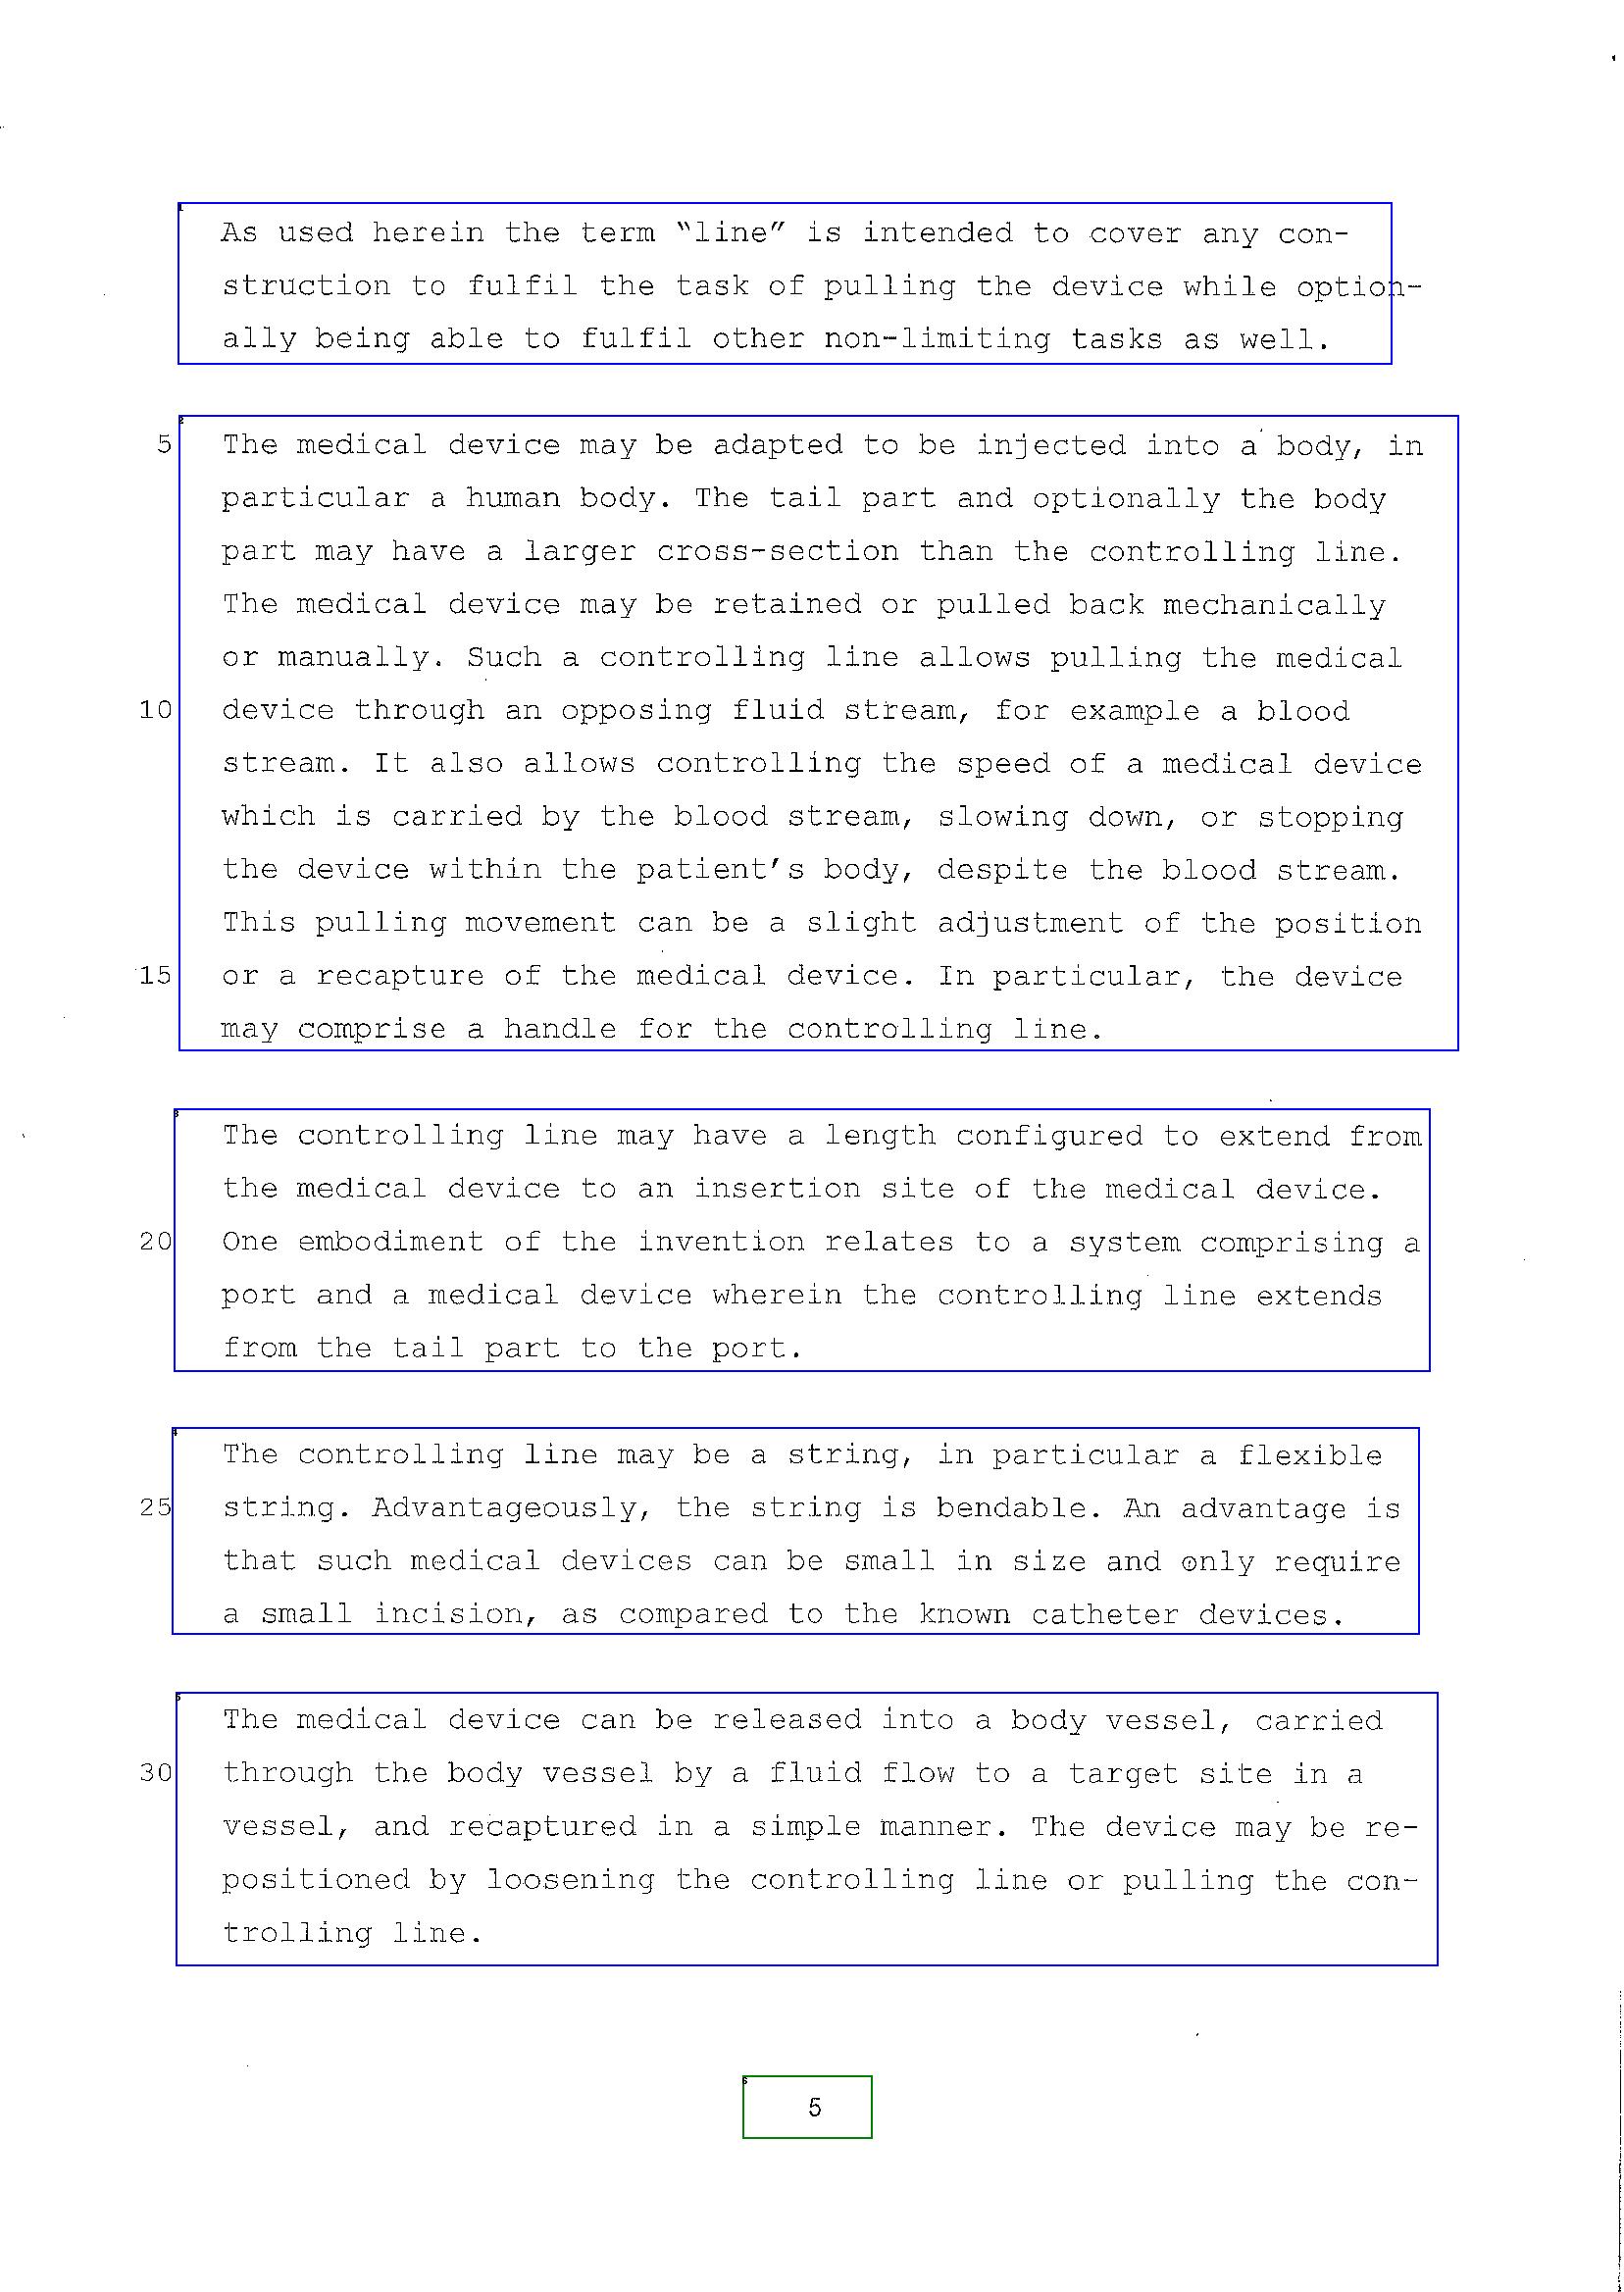 As used herein the term “line” is intended to cover any con-
struction to fulfil the task of pulling the device while option-
ally being able to fulfil other non-limiting tasks as well.
5 The medical device may be adapted to be injected into a body, in
particular a human body. The tail part and optionally the body
part may have a larger cross-section than the controlling line.
The medical device may be retained or pulled back mechanically
or manually. Such a controlling line allows pulling the medical
10 device through an opposing fluid stream, for example a blood
stream. It also allows controlling the speed of a medical device
which is carried by the blood stream, slowing down, or stopping
the device within the patient's body, despite the blood stream.
This pulling movement can be a slight adjustment of the position
15 or a recapture of the medical device. In particular, the device
may comprise a handle for the controlling line.
The controlling line may have a length configured to extend from
the medical device to an insertion site of the medical device.
20 One embodiment of the invention relates to a system comprising a
port and a medical device wherein the controlling line extends
from the tail part to the port.
The controlling line may be a string, in particular a flexible
25 string. Advantageously, the string is bendable. An advantage is
that such medical devices can be small in size and only require
a small incision, as compared to the known catheter devices.
The medical device can be released into a body vessel, carried
30 through the body vessel by a fluid flow to a target site in a
vessel, and recaptured in a simple manner. The device may be re-
positioned by loosening the controlling line or pulling the con-
trolling line.
5